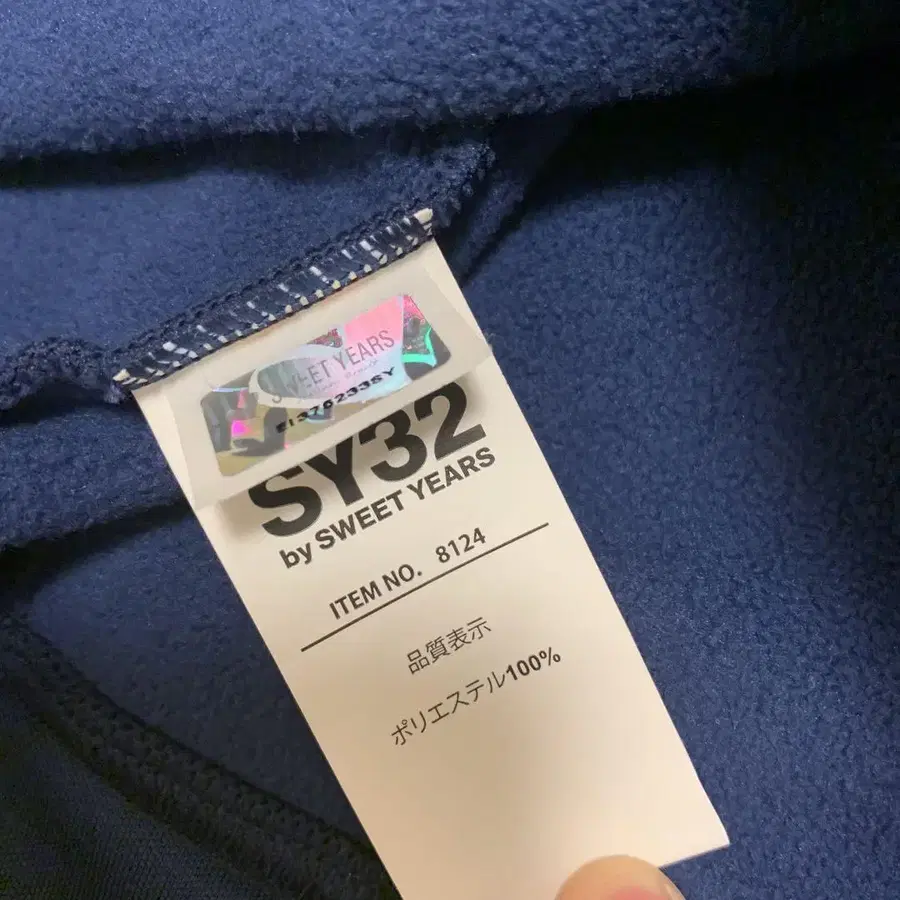 SWEET YEARS
SY32
by SWEET YEARS
ITEM NO. 8124
品質表示
ポリエステル100%